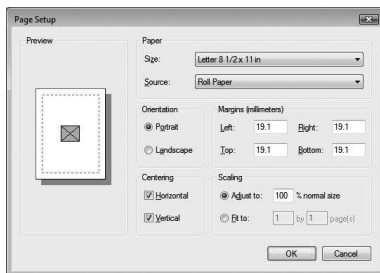 Page Setup
Preview
Paper
Size: Letter 8 1/2 x 11 in
Source: Roll Paper
Orientation
Portrait
Landscape
Margins (millimeters)
Left: 19.1 Right: 19.1
Top: 19.1 Bottom: 19.1
Centering
Horizontal
Vertical
Scaling
Adjust to: 100 % normal size
Fit to: 1 by 1 page(s)
OK Cancel